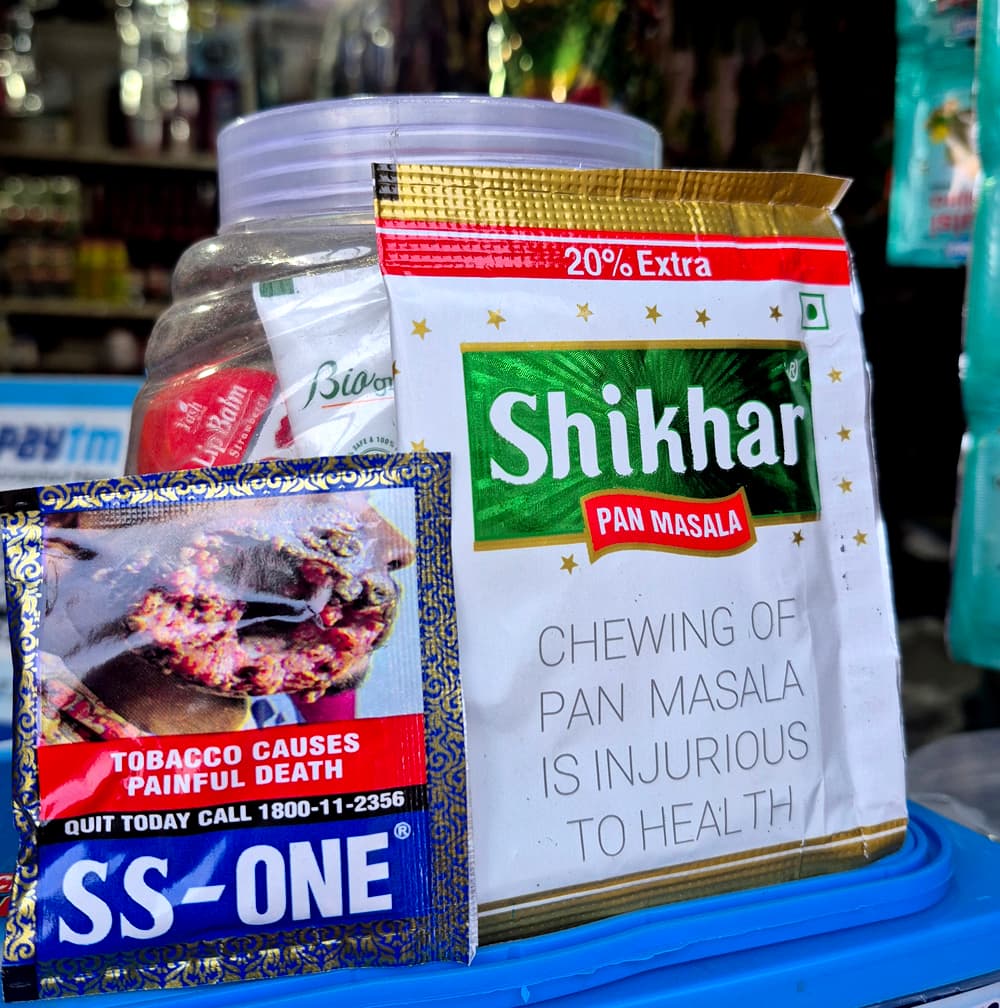 20% Extra
Shikhar®
PAN MASALA
CHEWING OF
PAN MASALA
IS INJURIOUS
TO HEALTH
TOBACCO CAUSES
PAINFUL DEATH
QUIT TODAY CALL 1800-11-2356
SS-ONE®
paytm
Lip Balm
Bio